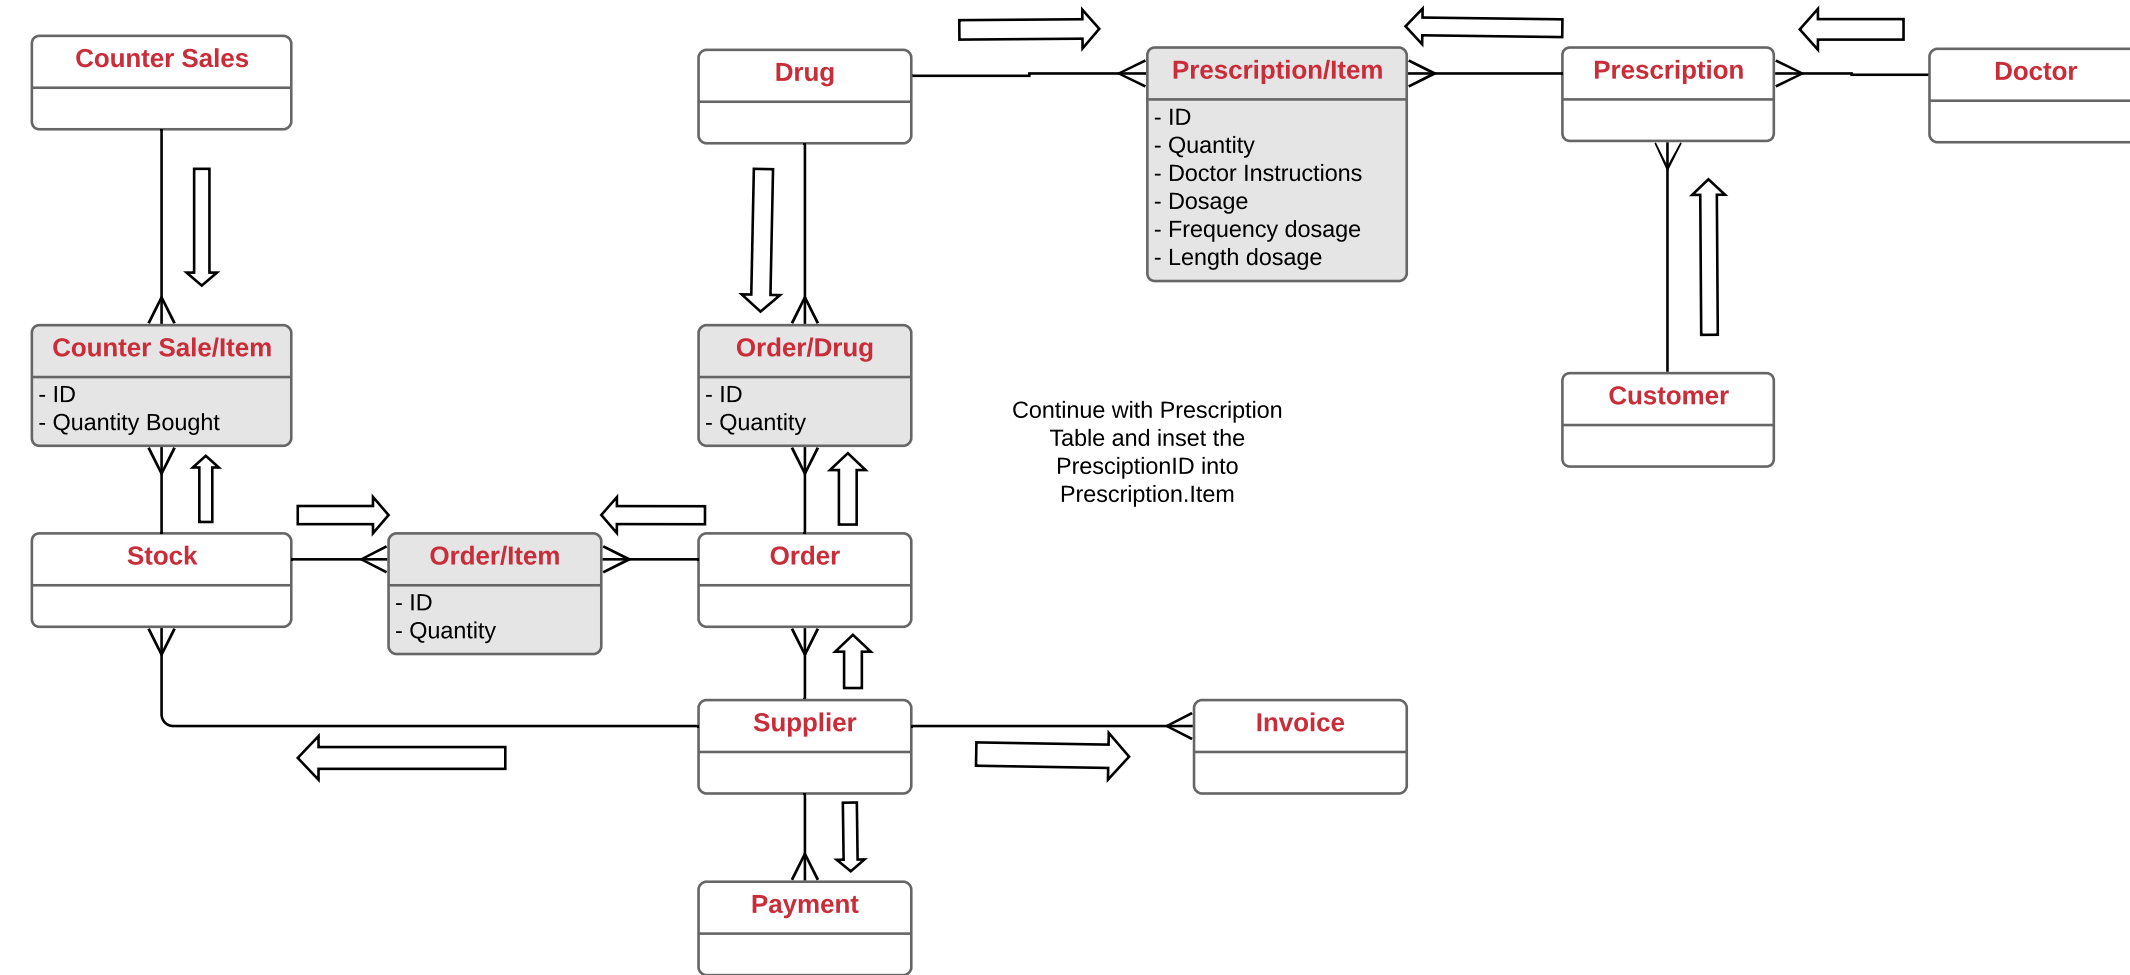 Counter Sales
Drug
Prescription/Item
- ID
- Quantity
- Doctor Instructions
- Dosage
- Frequency dosage
- Length dosage
Prescription
Doctor
Counter Sale/Item
- ID
- Quantity Bought
Order/Drug
- ID
- Quantity
Continue with Prescription
Table and inset the
PresciptionID into
Prescription.Item
Customer
Stock
Order/Item
- ID
- Quantity
Order
Supplier
Invoice
Payment